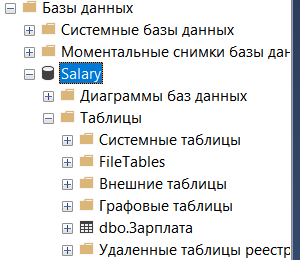 Базы данных
Системные базы данных
Моментальные снимки базы дан
Salary
Диаграммы баз данных
Таблицы
Системные таблицы
FileTables
Внешние таблицы
Графовые таблицы
dbo.Зарплата
Удаленные таблицы реестр